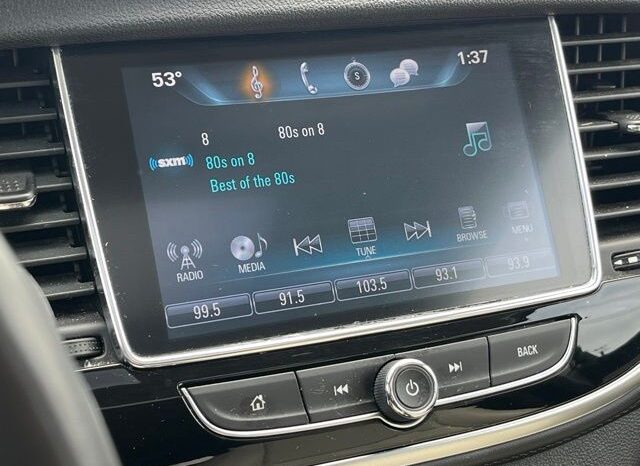 53° S 1:37
8 80s on 8
sxm 80s on 8
Best of the 80s
RADIO MEDIA TUNE BROWSE MENU
99.5 91.5 103.5 93.1 93.9
BACK